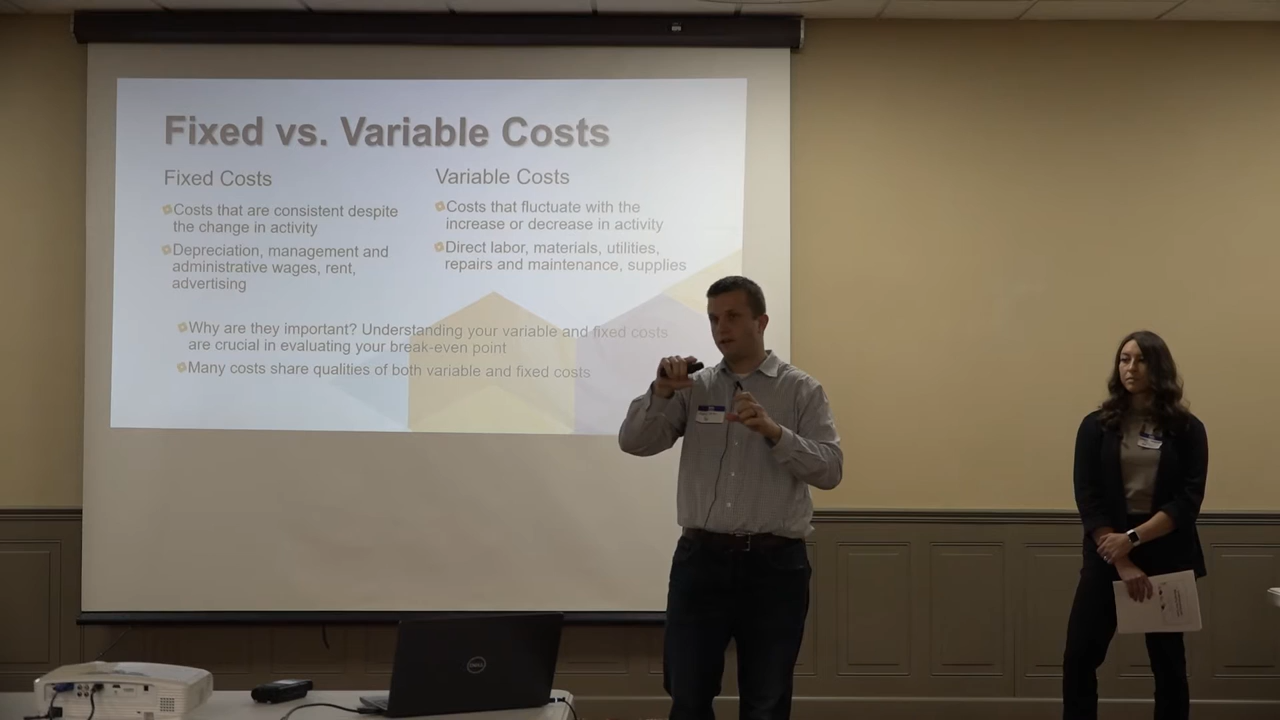 Fixed vs. Variable Costs
Fixed Costs
Costs that are consistent despite
the change in activity
Depreciation, management and
administrative wages, rent,
advertising
Variable Costs
Costs that fluctuate with the
increase or decrease in activity
Direct labor, materials, utilities,
repairs and maintenance, supplies
Why are they important? Understanding your variable and fixed costs
are crucial in evaluating your break-even point
Many costs share qualities of both variable and fixed costs
DELL